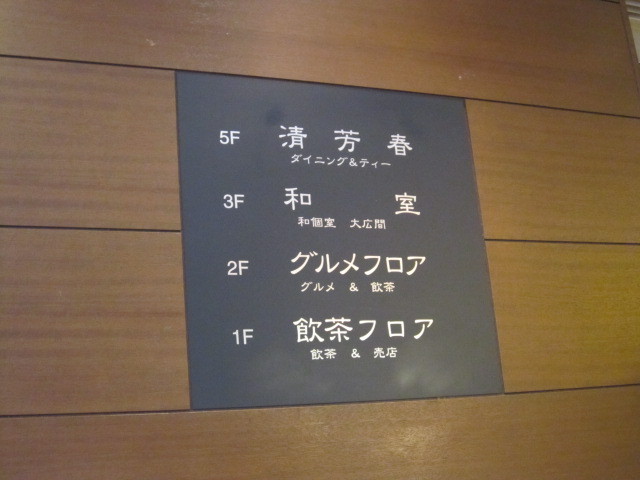 5F 清芳春
ダイニング&ティー
3F 和室
和個室 大広間
2F グルメフロア
グルメ & 飲茶
1F 飲茶フロア
飲茶 & 売店